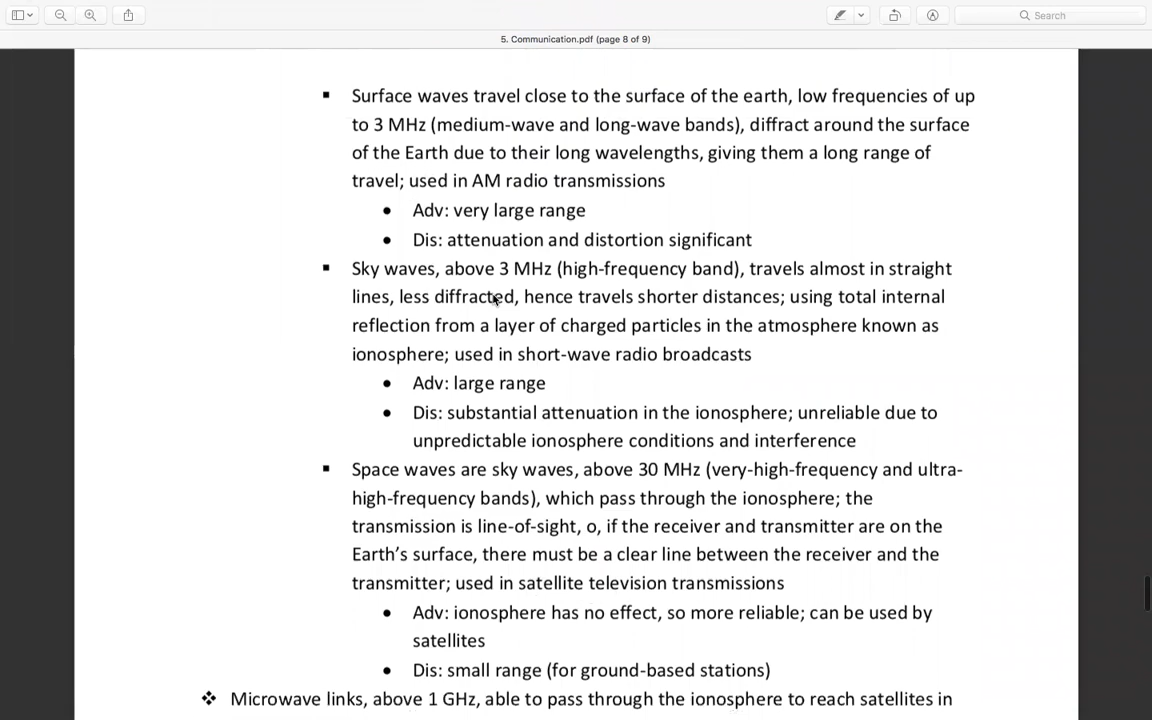 Search
5. Communication.pdf (page 8 of 9)
Surface waves travel close to the surface of the earth, low frequencies of up
to 3 MHz (medium-wave and long-wave bands), diffract around the surface
of the Earth due to their long wavelengths, giving them a long range of
travel; used in AM radio transmissions
Adv: very large range
Dis: attenuation and distortion significant
Sky waves, above 3 MHz (high-frequency band), travels almost in straight
lines, less diffracted, hence travels shorter distances; using total internal
reflection from a layer of charged particles in the atmosphere known as
ionosphere; used in short-wave radio broadcasts
Adv: large range
Dis: substantial attenuation in the ionosphere; unreliable due to
unpredictable ionosphere conditions and interference
Space waves are sky waves, above 30 MHz (very-high-frequency and ultra-
high-frequency bands), which pass through the ionosphere; the
transmission is line-of-sight, o, if the receiver and transmitter are on the
Earth's surface, there must be a clear line between the receiver and the
transmitter; used in satellite television transmissions
Adv: ionosphere has no effect, so more reliable; can be used by
satellites
Dis: small range (for ground-based stations)
Microwave links, above 1 GHz, able to pass through the ionosphere to reach satellites in